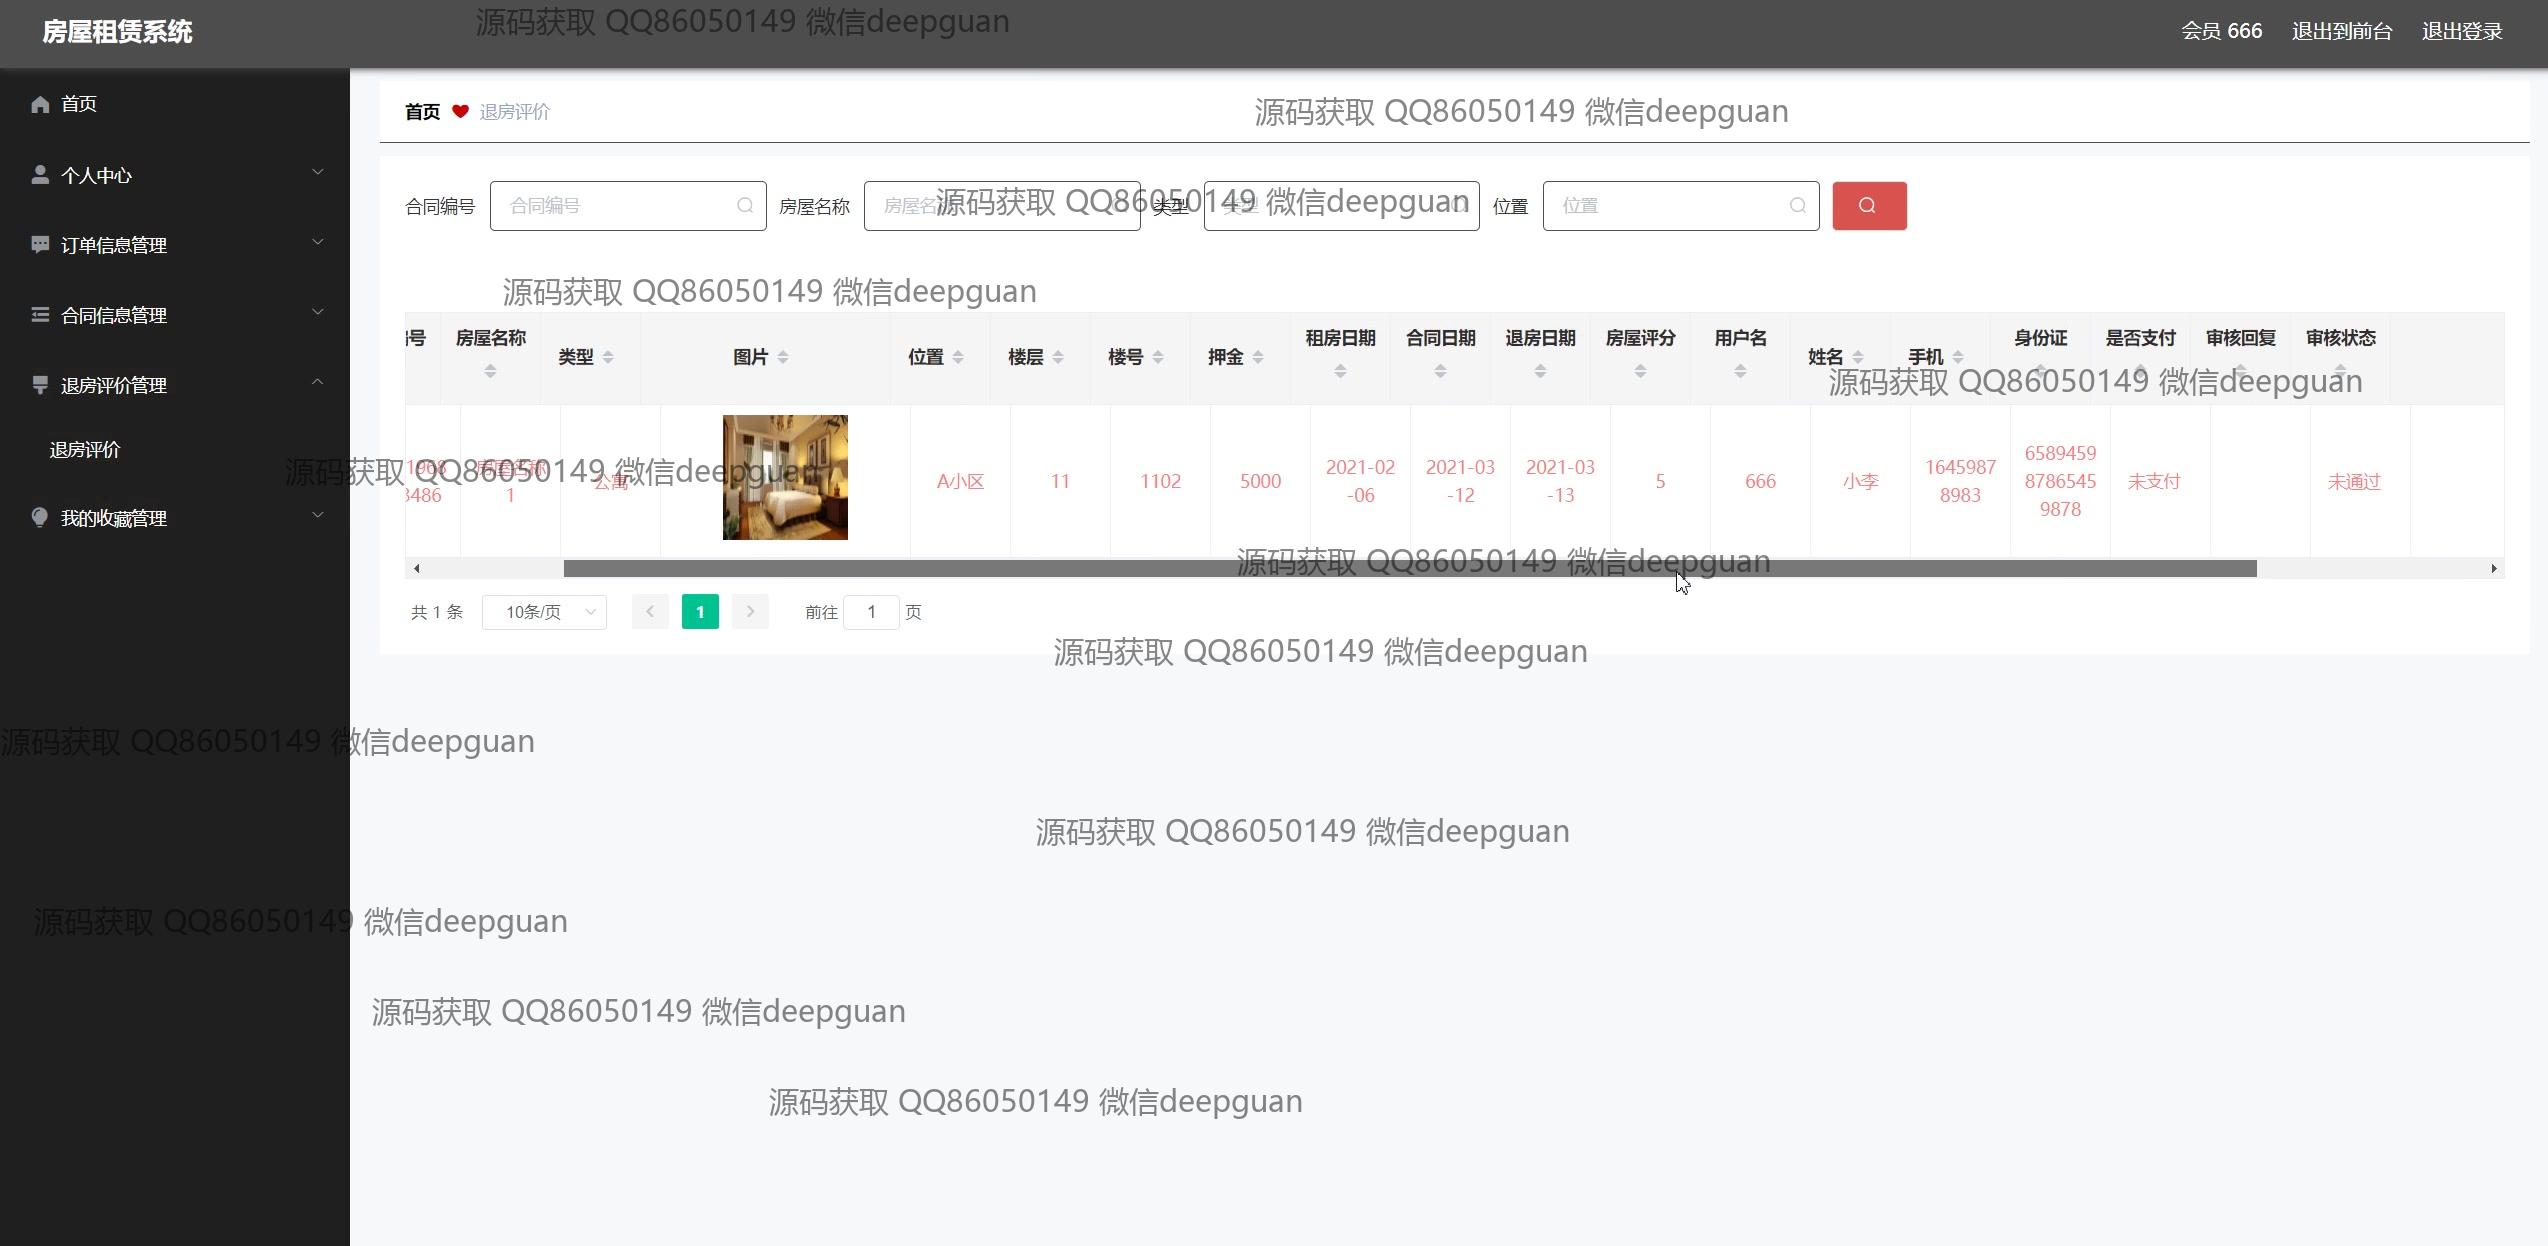 房屋租赁系统
源码获取 QQ86050149 微信deepguan
会员 666 退出到前台 退出登录
首页
首页 退房评价
源码获取 QQ86050149 微信deepguan
个人中心
合同编号 合同编号 房屋名称 房屋名称 类型 类型 位置 位置
源码获取 QQ86050149 微信deepguan
订单信息管理
源码获取 QQ86050149 微信deepguan
合同信息管理
编号 房屋名称 类型 图片 位置 楼层 楼号 押金 租房日期 合同日期 退房日期 房屋评分 用户名 姓名 手机 身份证 是否支付 审核回复 审核状态
源码获取 QQ86050149 微信deepguan
退房评价管理
退房评价
源码获取 QQ86050149 微信deepguan
1968 房屋名称 公寓 A小区 11 1102 5000 2021-02 2021-03 2021-03 5 666 小李 1645987 6589459 未支付 未通过
3486 1 -06 -12 -13 8983 8786545
9878
我的收藏管理
源码获取 QQ86050149 微信deepguan
共 1 条 10条/页 1 前往 1 页
源码获取 QQ86050149 微信deepguan
源码获取 QQ86050149 微信deepguan
源码获取 QQ86050149 微信deepguan
源码获取 QQ86050149 微信deepguan
源码获取 QQ86050149 微信deepguan
源码获取 QQ86050149 微信deepguan